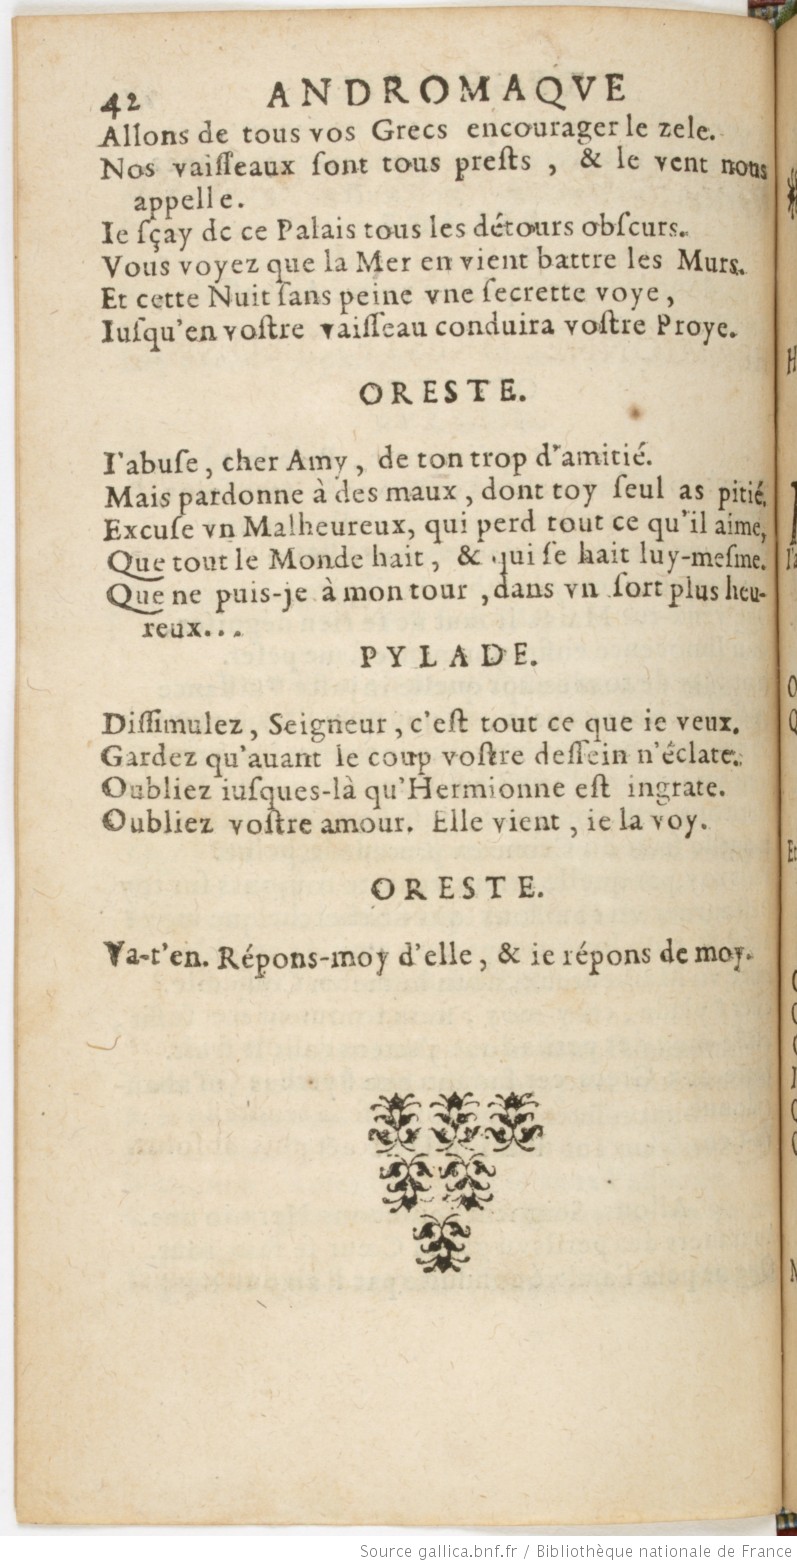 42 ANDROMAQVE
Allons de tous vos Grecs encourager le zele.
Nos vaiſſeaux ſont tous preſts, & le vent nous
appelle.
Ie ſçay de ce Palais tous les détours obſcurs.
Vous voyez que la Mer en vient battre les Murs.
Et cette Nuit ſans peine vne ſecrette voye,
Iuſqu'en voſtre vaiſſeau conduira voſtre Proye.
ORESTE.
I'abuſe, cher Amy, de ton trop d'amitié.
Mais pardonne à des maux, dont toy ſeul as pitié.
Excuſe vn Malheureux, qui perd tout ce qu'il aime,
Que tout le Monde hait, & qui ſe hait luy-meſme.
Que ne puis-je à mon tour, dans vn ſort plus heu-
reux...
PYLADE.
Diſſimulez, Seigneur, c'eſt tout ce que ie veux.
Gardez qu'auant le coup voſtre deſſein n'éclate.
Oubliez iuſques-là qu'Hermionne eſt ingrate.
Oubliez voſtre amour. Elle vient, ie la voy.
ORESTE.
Va-t'en. Répons-moy d'elle, & ie répons de moy.
Source gallica.bnf.fr / Bibliothèque nationale de France